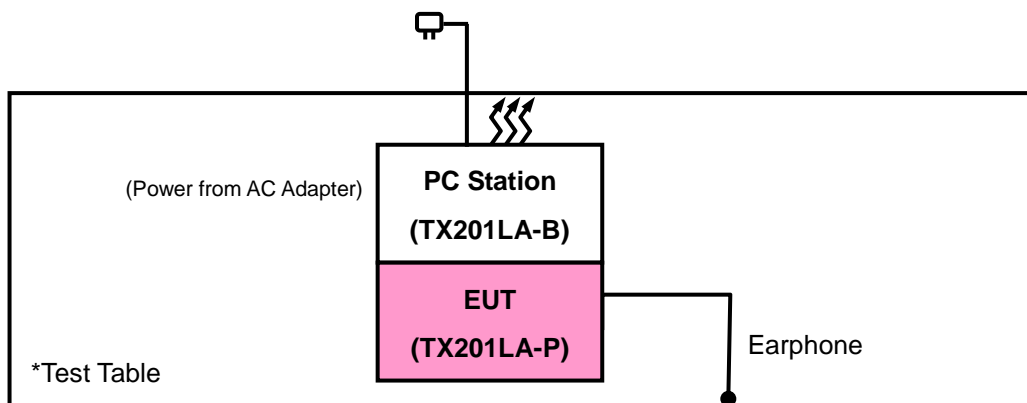 (Power from AC Adapter)
PC Station
(TX201LA-B)
EUT
(TX201LA-P)
Earphone
*Test Table